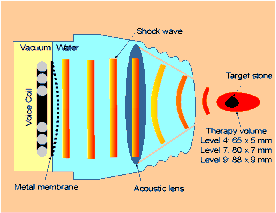 Shock wave
Vacuum Water
Target stone
Voice Coil
Therapy volume
Level 4: 65 x 5 mm
Level 7: 80 x 7 mm
Level 9: 88 x 9 mm
Metal membrane
Acoustic lens